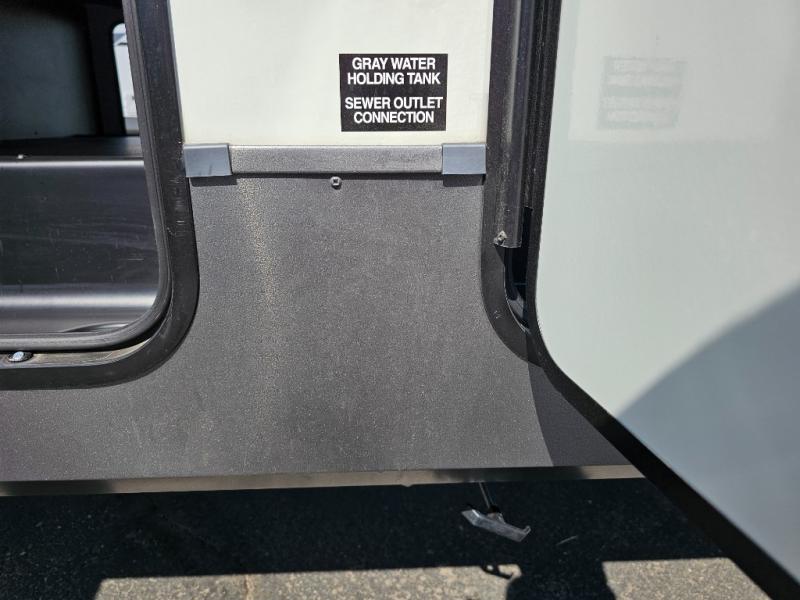 GRAY WATER
HOLDING TANK
SEWER OUTLET
CONNECTION